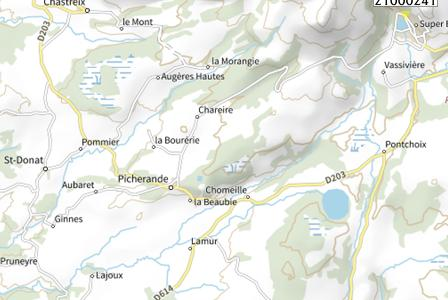 21000241
Chastreix
le Mont
Super B
D203
la Morangie
Vassivière
Augères Hautes
Chareire
Pommier
la Bourerie
Pontchoix
St-Donat
D203
Picherande
Aubaret
Chomeille
la Beaubie
Ginnes
Lamur
Pruneyre
Lajoux
D614